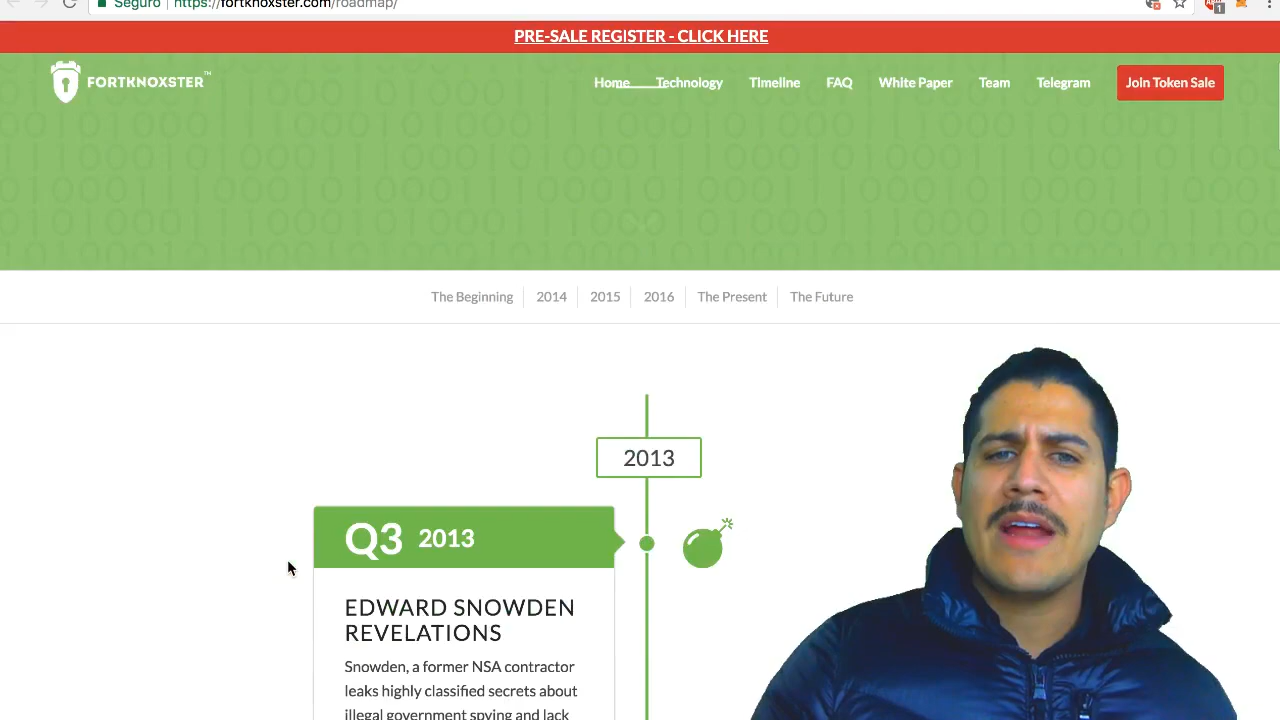 Seguro https://fortknoxster.com/roadmap/
PRE-SALE REGISTER - CLICK HERE
FORTKNOXSTER™ Home Technology Timeline FAQ White Paper Team Telegram Join Token Sale
The Beginning 2014 2015 2016 The Present The Future
2013
Q3 2013
EDWARD SNOWDEN
REVELATIONS
Snowden, a former NSA contractor
leaks highly classified secrets about
illegal government spying and lack